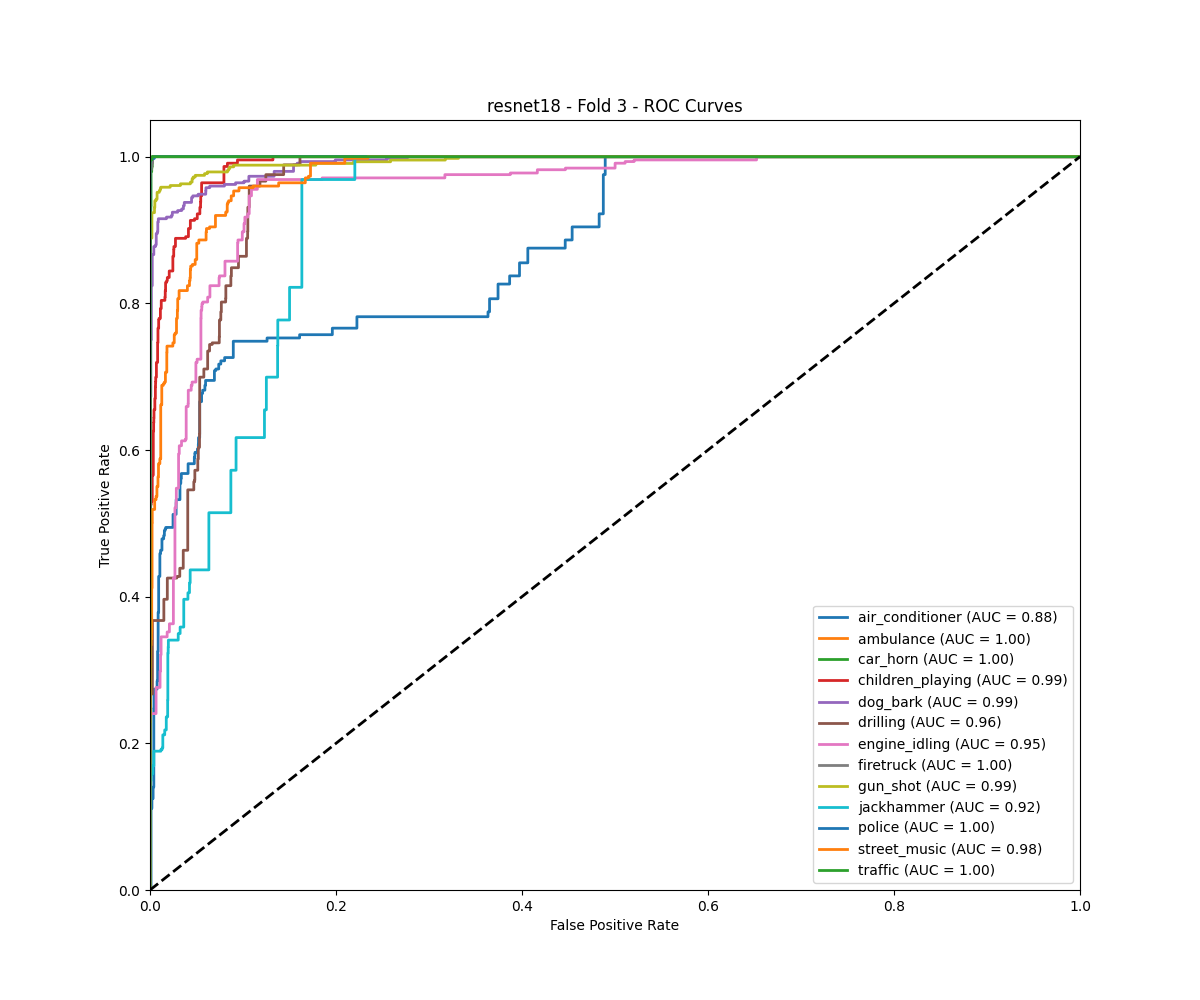 resnet18 - Fold 3 - ROC Curves
1.0
0.8
0.6
0.4
0.2
0.0
True Positive Rate
0.0 0.2 0.4 0.6 0.8 1.0
False Positive Rate
air_conditioner (AUC = 0.88)
ambulance (AUC = 1.00)
car_horn (AUC = 1.00)
children_playing (AUC = 0.99)
dog_bark (AUC = 0.99)
drilling (AUC = 0.96)
engine_idling (AUC = 0.95)
firetruck (AUC = 1.00)
gun_shot (AUC = 0.99)
jackhammer (AUC = 0.92)
police (AUC = 1.00)
street_music (AUC = 0.98)
traffic (AUC = 1.00)